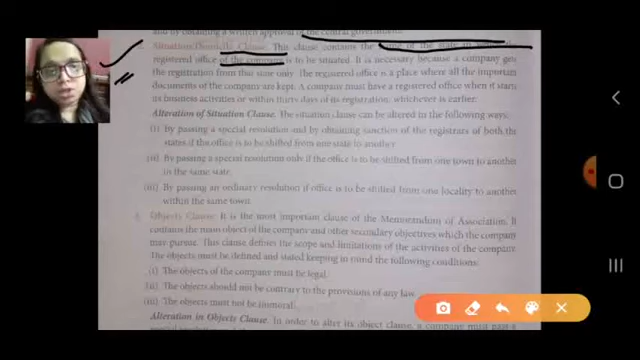 and by obtaining a written approval of the central government.
Situation/Domicile Clause. This clause contains the name of the state in
registered office of the company is to be situated. It is necessary because a company gets
the registration from that state only. The registered office is a place where all the important
documents of the company are kept. A company must have a registered office when it starts
its business activities or within thirty days of its registration, whichever is earlier.
Alteration of Situation Clause. The situation clause can be altered in the following ways:
(i) By passing a special resolution and by obtaining sanction of the registrars of both the
states if the office is to be shifted from one state to another.
(ii) By passing a special resolution only if the office is to be shifted from one town to another
in the same state.
(iii) By passing an ordinary resolution if office is to be shifted from one locality to another
within the same town.
3. Objects Clause. It is the most important clause of the Memorandum of Association. It
contains the main object of the company and other secondary objectives which the company
may pursue. This clause defines the scope and limitations of the activities of the company.
The objects must be defined and stated keeping in mind the following conditions:
(i) The objects of the company must be legal.
(ii) The objects should not be contrary to the provisions of any law.
(iii) The objects must not be immoral.
Alteration in Objects Clause. In order to alter its object clause, a company must pass a